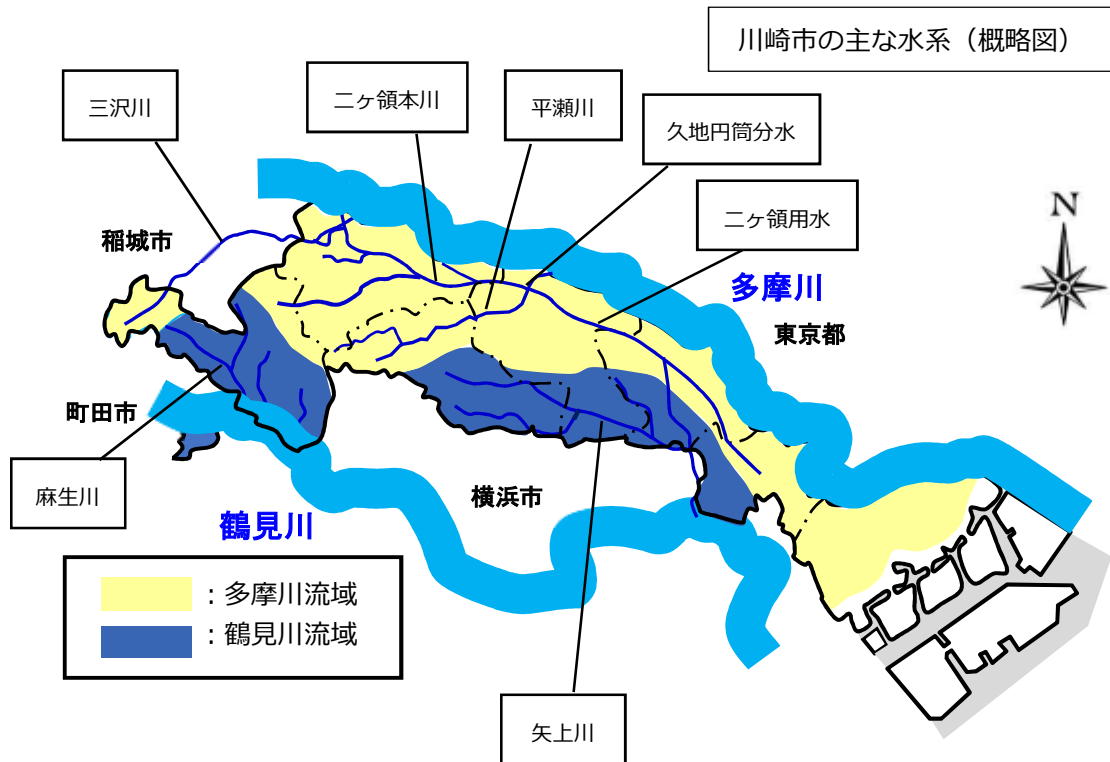 川崎市の主な水系（概略図）
三沢川
二ヶ領本川
平瀬川
久地円筒分水
二ヶ領用水
稲城市
多摩川
東京都
N
町田市
麻生川
鶴見川
横浜市
：多摩川流域
：鶴見川流域
矢上川